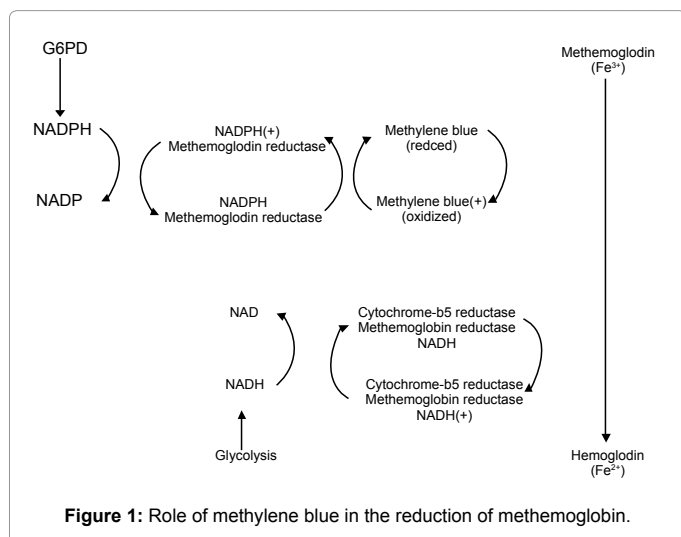 G6PD
NADPH
NADP
NADPH(+)
Methemoglodin reductase
NADPH
Methemoglodin reductase
Methylene blue
(redced)
Methylene blue(+)
(oxidized)
Methemoglodin
(Fe³⁺)
NAD
NADH
Glycolysis
Cytochrome-b5 reductase
Methemoglobin reductase
NADH
Cytochrome-b5 reductase
Methemoglobin reductase
NADH(+)
Hemoglodin
(Fe²⁺)
Figure 1: Role of methylene blue in the reduction of methemoglobin.